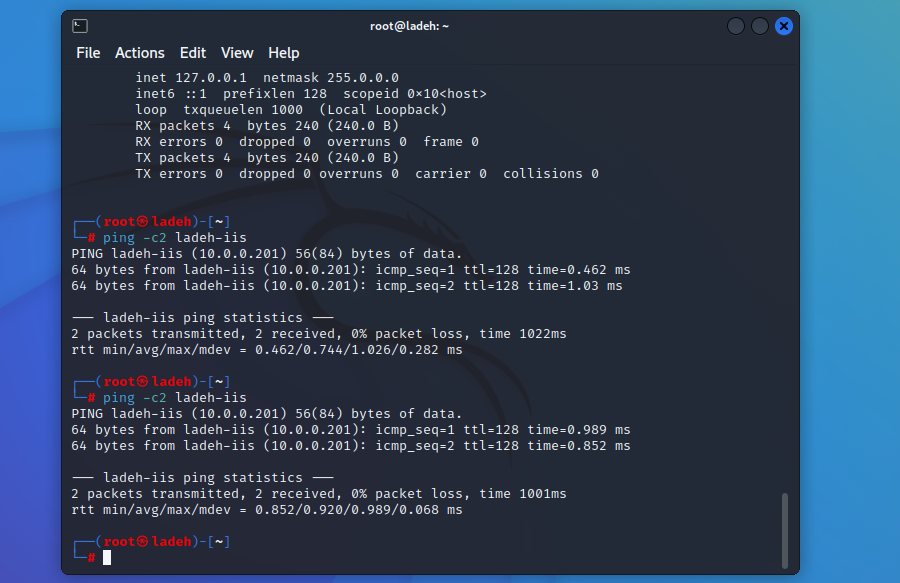 root@ladeh: ~
File Actions Edit View Help
inet 127.0.0.1  netmask 255.0.0.0
inet6 ::1  prefixlen 128  scopeid 0×10<host>
loop  txqueuelen 1000  (Local Loopback)
RX packets 4  bytes 240 (240.0 B)
RX errors 0  dropped 0  overruns 0  frame 0
TX packets 4  bytes 240 (240.0 B)
TX errors 0  dropped 0 overruns 0  carrier 0  collisions 0
┌──(root㉿ladeh)-[~]
└─# ping -c2 ladeh-iis
PING ladeh-iis (10.0.0.201) 56(84) bytes of data.
64 bytes from ladeh-iis (10.0.0.201): icmp_seq=1 ttl=128 time=0.462 ms
64 bytes from ladeh-iis (10.0.0.201): icmp_seq=2 ttl=128 time=1.03 ms
--- ladeh-iis ping statistics ---
2 packets transmitted, 2 received, 0% packet loss, time 1022ms
rtt min/avg/max/mdev = 0.462/0.744/1.026/0.282 ms
┌──(root㉿ladeh)-[~]
└─# ping -c2 ladeh-iis
PING ladeh-iis (10.0.0.201) 56(84) bytes of data.
64 bytes from ladeh-iis (10.0.0.201): icmp_seq=1 ttl=128 time=0.989 ms
64 bytes from ladeh-iis (10.0.0.201): icmp_seq=2 ttl=128 time=0.852 ms
--- ladeh-iis ping statistics ---
2 packets transmitted, 2 received, 0% packet loss, time 1001ms
rtt min/avg/max/mdev = 0.852/0.920/0.989/0.068 ms
┌──(root㉿ladeh)-[~]
└─#